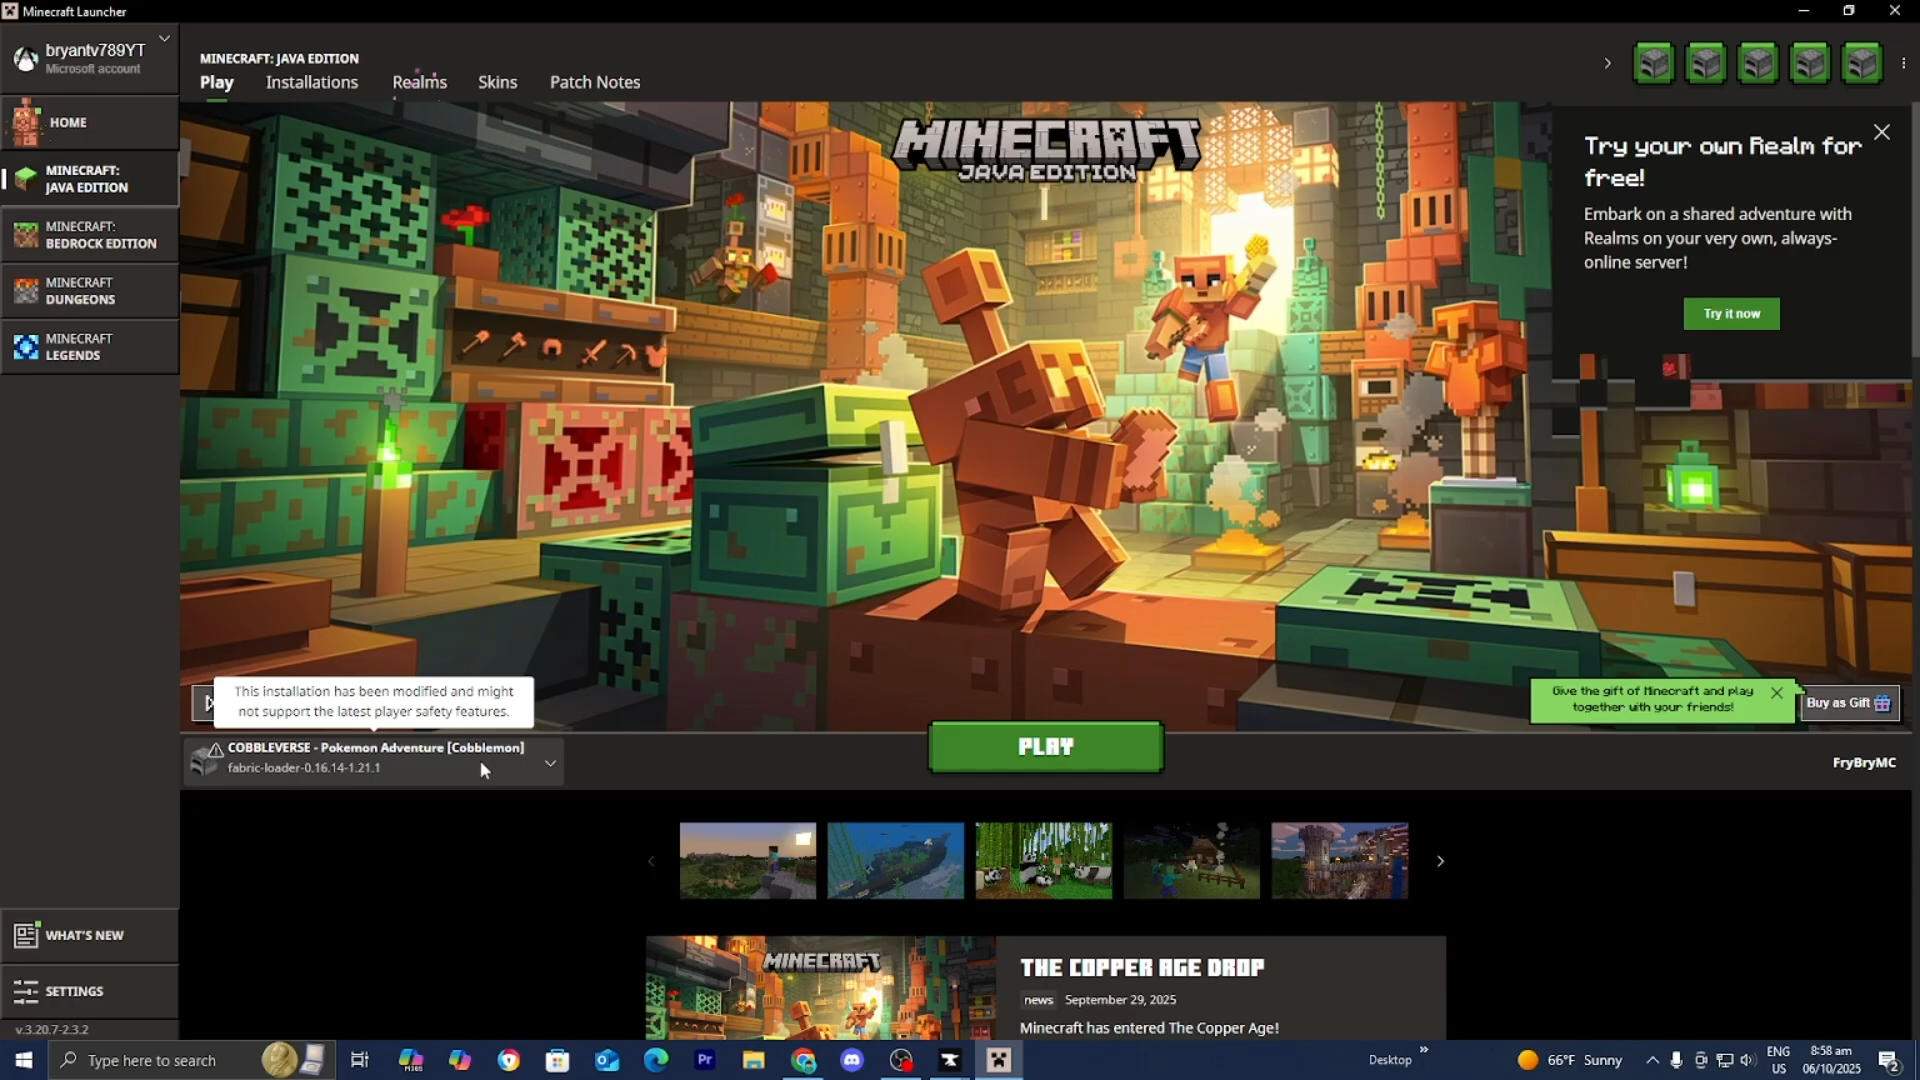 Minecraft Launcher
bryantv789YT
Microsoft account
HOME
MINECRAFT:
JAVA EDITION
MINECRAFT:
BEDROCK EDITION
MINECRAFT
DUNGEONS
MINECRAFT
LEGENDS
WHAT'S NEW
SETTINGS
v.3.20.7-2.3.2
MINECRAFT: JAVA EDITION
Play
Installations
Realms
Skins
Patch Notes
MINECRAFT
JAVA EDITION
Try your own Realm for
free!
Embark on a shared adventure with
Realms on your very own, always-
online server!
Try it now
This installation has been modified and might
not support the latest player safety features.
Give the gift of Minecraft and play
together with your friends!
Buy as Gift
COBBLEVERSE - Pokemon Adventure [Cobblemon]
fabric-loader-0.16.14-1.21.1
PLAY
FryBryMC
MINECRAFT
THE COPPER AGE DROP
news September 29, 2025
Minecraft has entered The Copper Age!
Type here to search
M365
Pr
Desktop
66°F Sunny
ENG
US
8:58 am
06/10/2025
2